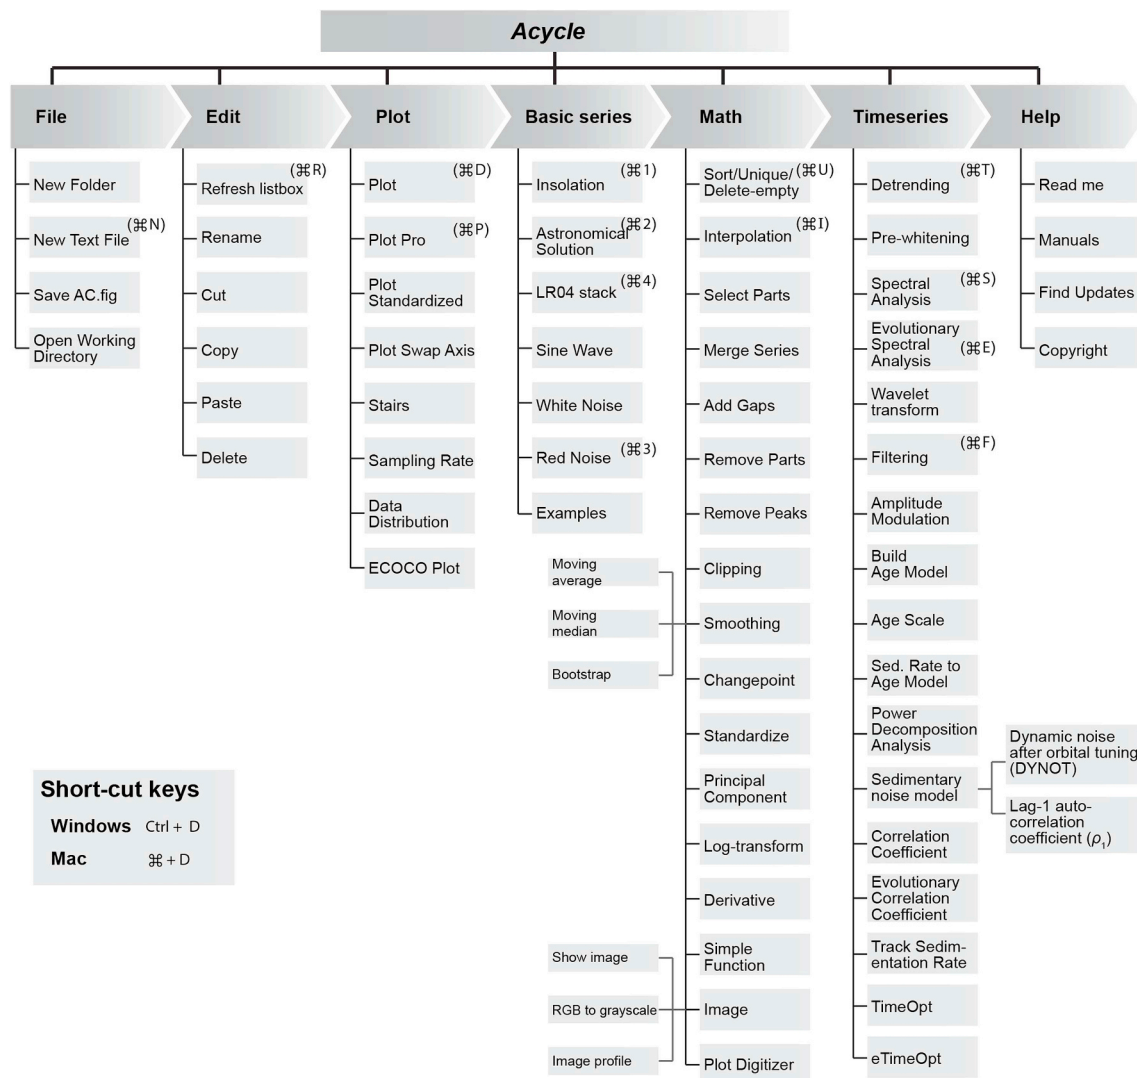 Acycle
File
Edit
Plot
Basic series
Math
Timeseries
Help
New Folder
New Text File
(⌘N)
Save AC.fig
Open Working
Directory
(⌘R)
Refresh listbox
Rename
Cut
Copy
Paste
Delete
Plot
(⌘D)
Plot Pro
(⌘P)
Plot
Standardized
Plot Swap Axis
Stairs
Sampling Rate
Data
Distribution
ECOCO Plot
Insolation
(⌘1)
Astronomical
Solution
(⌘2)
LR04 stack
(⌘4)
Sine Wave
White Noise
Red Noise
(⌘3)
Examples
Sort/Unique/
Delete-empty
(⌘U)
Interpolation
(⌘I)
Select Parts
Merge Series
Add Gaps
Remove Parts
Remove Peaks
Clipping
Smoothing
Moving
average
Moving
median
Bootstrap
Changepoint
Standardize
Principal
Component
Log-transform
Derivative
Simple
Function
Image
Show image
RGB to grayscale
Image profile
Plot Digitizer
Detrending
(⌘T)
Pre-whitening
Spectral
Analysis
(⌘S)
Evolutionary
Spectral
Analysis
(⌘E)
Wavelet
transform
Filtering
(⌘F)
Amplitude
Modulation
Build
Age Model
Age Scale
Sed. Rate to
Age Model
Power
Decomposition
Analysis
Sedimentary
noise model
Dynamic noise
after orbital tuning
(DYNOT)
Lag-1 auto-
correlation
coefficient (ρ₁)
Correlation
Coefficient
Evolutionary
Correlation
Coefficient
Track Sedim-
entation Rate
TimeOpt
eTimeOpt
Read me
Manuals
Find Updates
Copyright
Short-cut keys
Windows Ctrl + D
Mac ⌘ + D